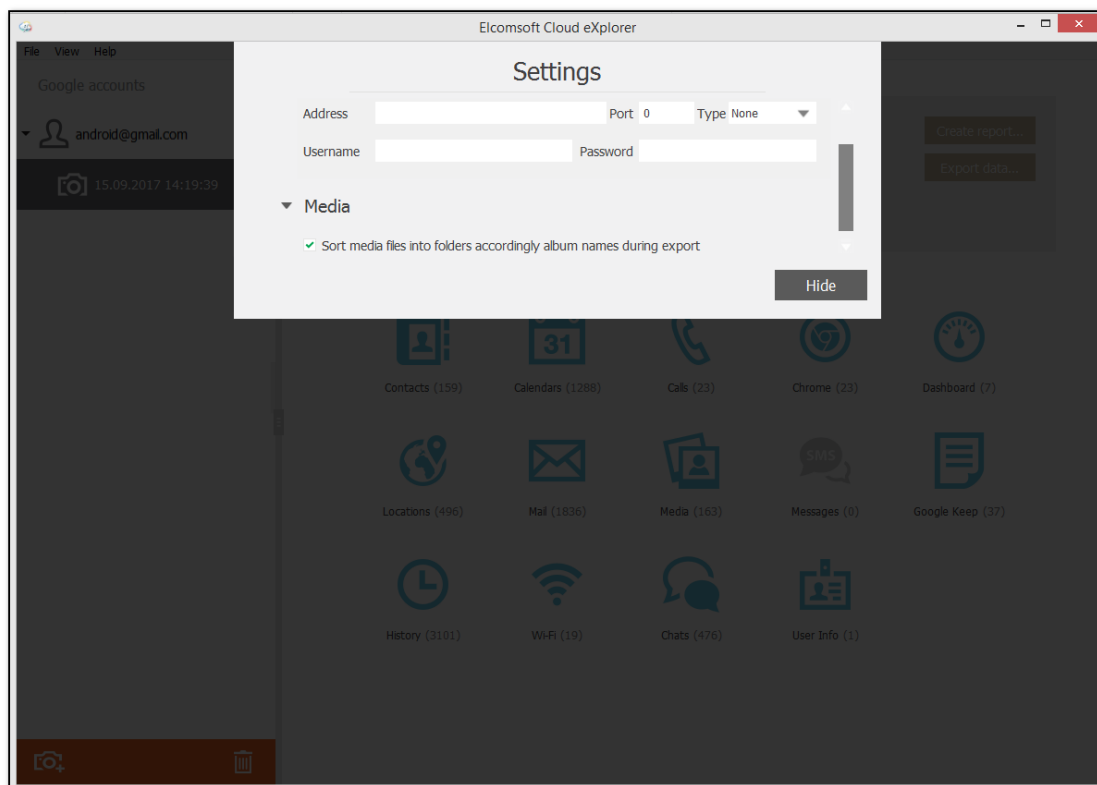 Elcomsoft Cloud eXplorer
File View Help
Settings
Google accounts
Address Port 0 Type None
android@gmail.com
Create report...
Username Password
Export data...
15.09.2017 14:19:39
Media
Sort media files into folders accordingly album names during export
Hide
31
Contacts (159) Calendars (1288) Calls (23) Chrome (23) Dashboard (7)
SMS
Locations (496) Mail (1836) Media (163) Messages (0) Google Keep (37)
History (3101) Wi-Fi (19) Chats (476) User Info (1)